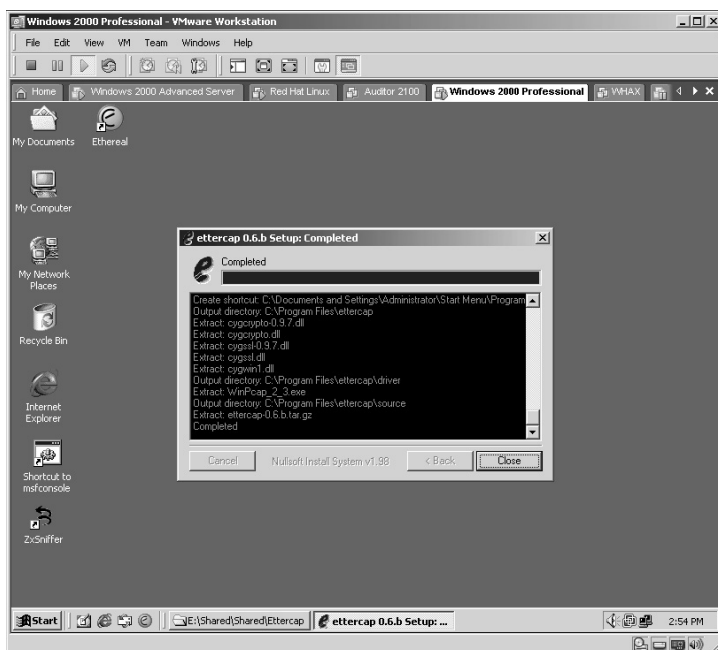 Windows 2000 Professional - VMware Workstation
File Edit View VM Team Windows Help
Home Windows 2000 Advanced Server Red Hat Linux Auditor 2100 Windows 2000 Professional WHAX
My Documents Ethereal
My Computer
My Network
Places
Recycle Bin
Internet
Explorer
Shortcut to
msfconsole
ZxSniffer
ettercap 0.6.b Setup: Completed
Completed
Create shortcut: C:\Documents and Settings\Administrator\Start Menu\Program
Output directory: C:\Program Files\ettercap
Extract: cygcrypto-0.9.7.dll
Extract: cygcrypto.dll
Extract: cygssl-0.9.7.dll
Extract: cygssl.dll
Extract: cygwin1.dll
Output directory: C:\Program Files\ettercap\driver
Extract: WinPcap_2_3.exe
Output directory: C:\Program Files\ettercap\source
Extract: ettercap-0.6.b.tar.gz
Completed
Cancel Nullsoft Install System v1.98 < Back Close
Start E:\Shared\Shared\Ettercap ettercap 0.6.b Setup: ... 2:54 PM